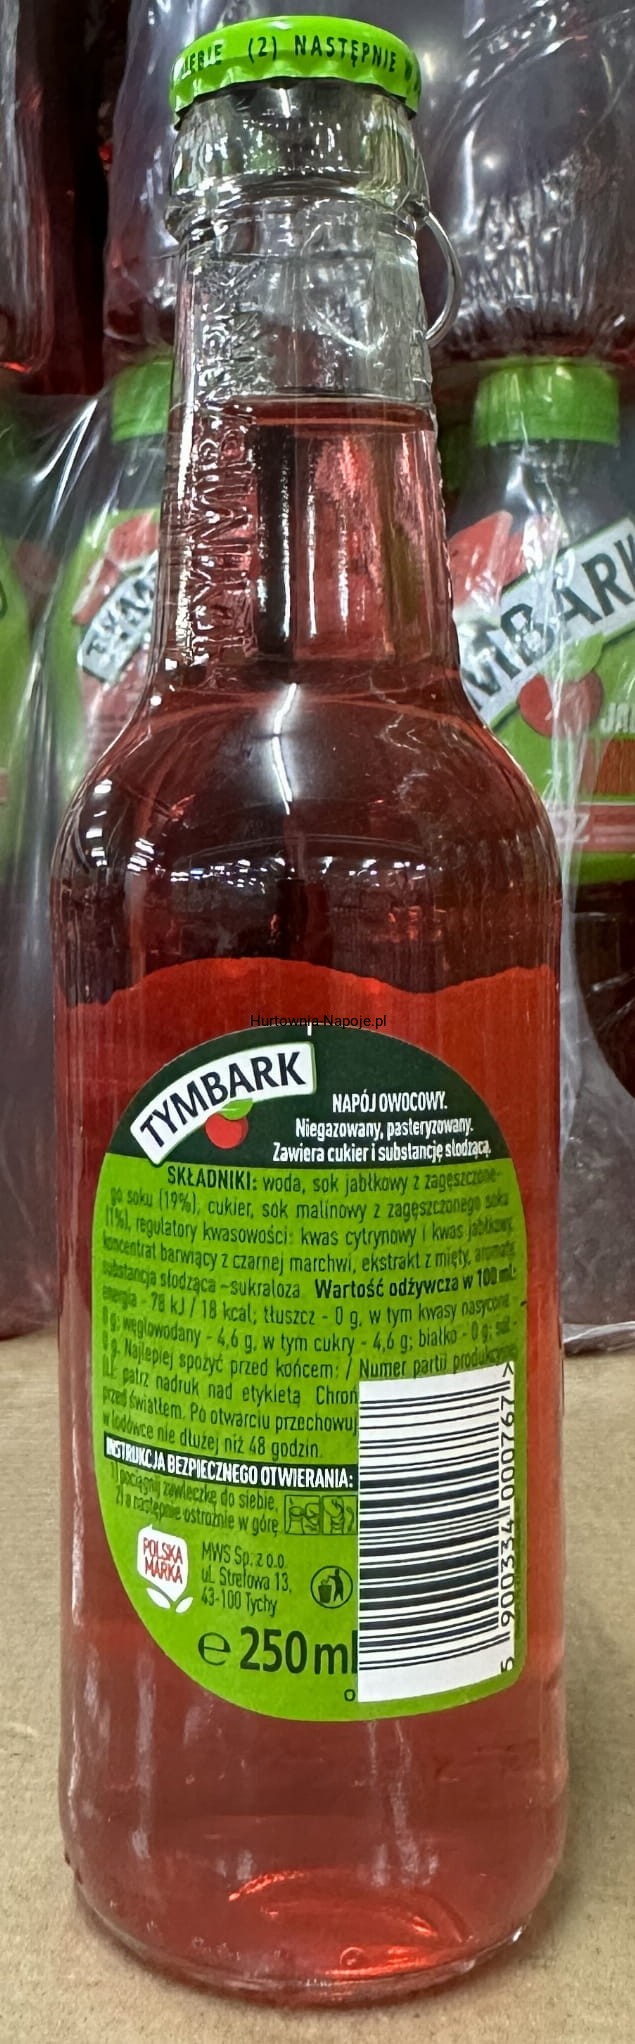 (2) NASTĘPNIE
TYMBARK
MBARK
Hurtownia-Napoje.pl
TYMBARK
NAPÓJ OWOCOWY.
Niegazowany, pasteryzowany.
Zawiera cukier i substancję słodzącą.
SKŁADNIKI: woda, sok jabłkowy z zagęszczone-
go soku (19%), cukier, sok malinowy z zagęszczonego soku
(1%), regulatory kwasowości: kwas cytrynowy i kwas jabłkowy,
koncentrat barwiący z czarnej marchwi, ekstrakt z mięty, aromaty,
substancja słodząca - sukraloza. Wartość odżywcza w 100 ml:
energia - 78 kJ / 18 kcal; tłuszcz - 0 g, w tym kwasy nasycone -
0 g; węglowodany - 4,6 g, w tym cukry - 4,6 g; białko - 0 g; sól -
0 g. Najlepiej spożyć przed końcem: / Numer partii produkcyjnej
patrz nadruk nad etykietą. Chroń
przed światłem. Po otwarciu przechowuj
w lodówce nie dłużej niż 48 godzin.
INSTRUKCJA BEZPIECZNEGO OTWIERANIA:
1) pociągnij zawleczkę do siebie,
2) a następnie ostrożnie w górę
POLSKA
MARKA
MWS Sp. z o.o.
ul. Strefowa 13,
43-100 Tychy
℮ 250 ml
5 900334 000767 >